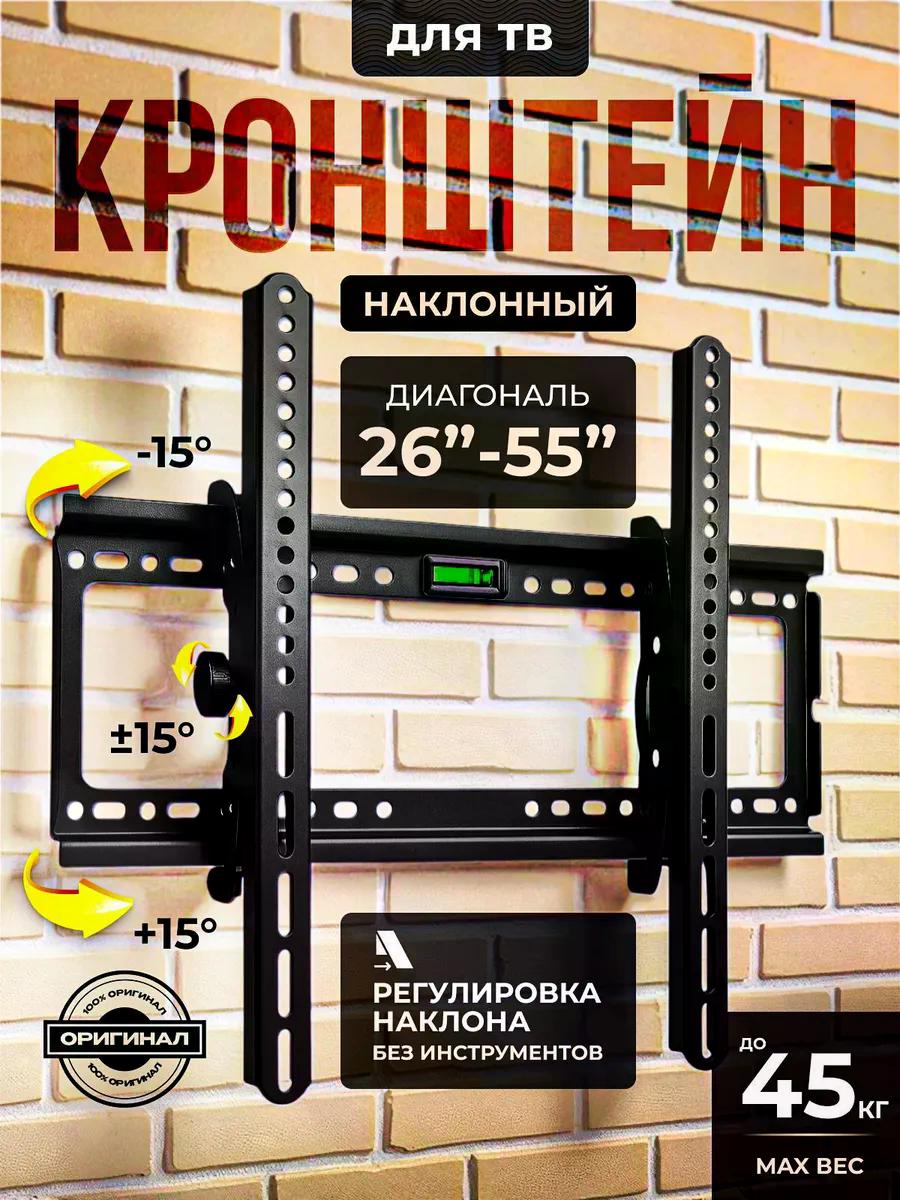 ДЛЯ ТВ
КРОНШТЕЙН
НАКЛОННЫЙ
ДИАГОНАЛЬ
26”-55”
-15°
±15°
+15°
РЕГУЛИРОВКА
НАКЛОНА
БЕЗ ИНСТРУМЕНТОВ
100% ОРИГИНАЛ
ОРИГИНАЛ
100% ОРИГИНАЛ
ДО
45 КГ
MAX ВЕС